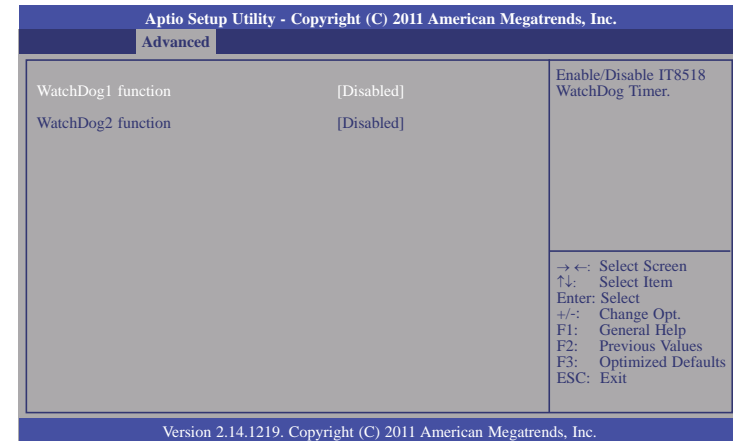 Aptio Setup Utility - Copyright (C) 2011 American Megatrends, Inc.
Advanced
WatchDog1 function [Disabled]
WatchDog2 function [Disabled]
Enable/Disable IT8518
WatchDog Timer.
→ ←: Select Screen
↑↓: Select Item
Enter: Select
+/-: Change Opt.
F1: General Help
F2: Previous Values
F3: Optimized Defaults
ESC: Exit
Version 2.14.1219. Copyright (C) 2011 American Megatrends, Inc.